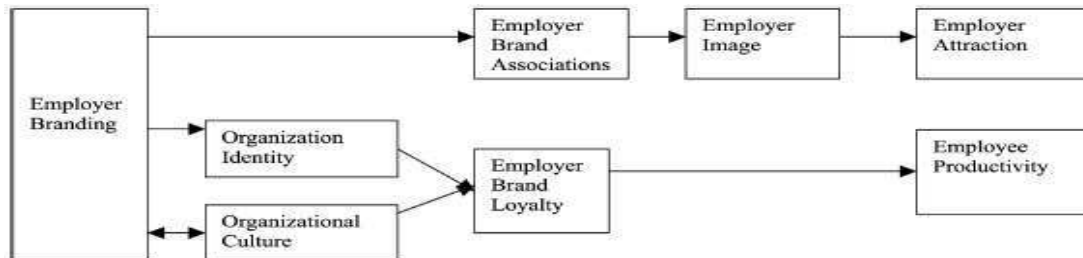 Employer
Branding
Employer
Brand
Associations
Employer
Image
Employer
Attraction
Organization
Identity
Organizational
Culture
Employer
Brand
Loyalty
Employee
Productivity